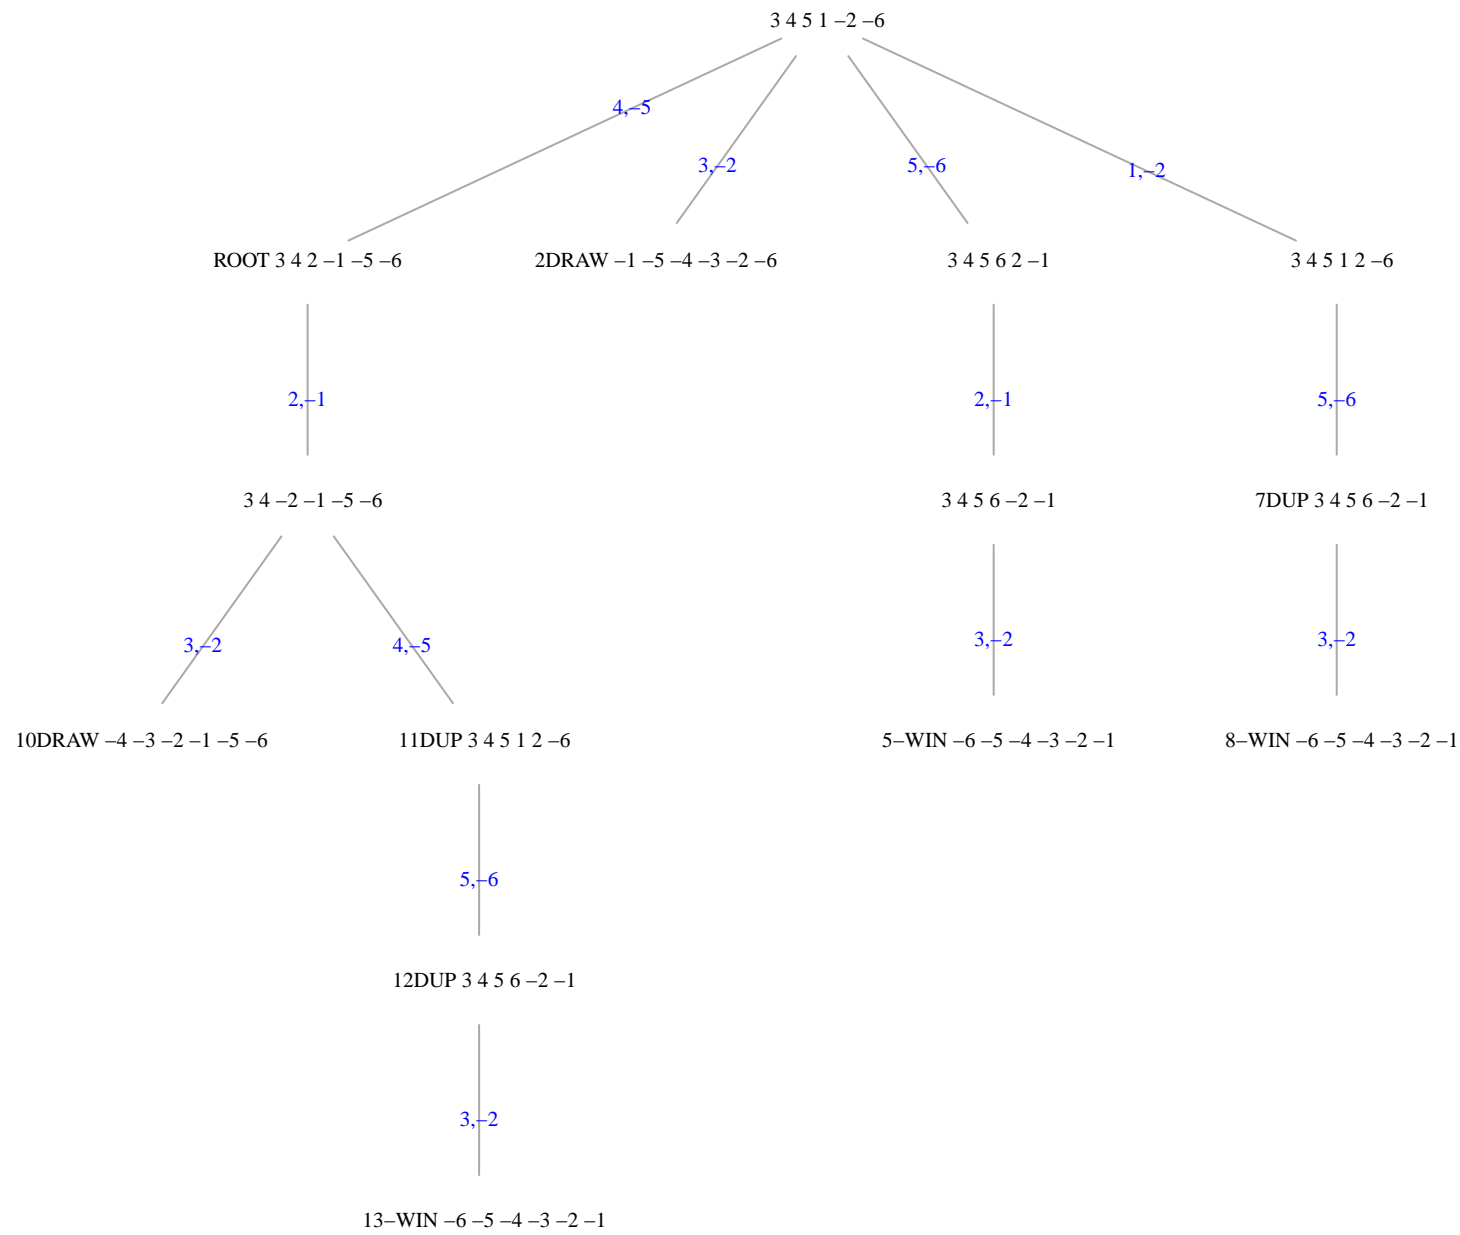 3 4 5 1 –2 –6
4,–5
3,–2
5,–6
1,–2
ROOT 3 4 2 –1 –5 –6
2DRAW –1 –5 –4 –3 –2 –6
3 4 5 6 2 –1
3 4 5 1 2 –6
2,–1
2,–1
5,–6
3 4 –2 –1 –5 –6
3 4 5 6 –2 –1
7DUP 3 4 5 6 –2 –1
3,–2
4,–5
3,–2
3,–2
10DRAW –4 –3 –2 –1 –5 –6
11DUP 3 4 5 1 2 –6
5–WIN –6 –5 –4 –3 –2 –1
8–WIN –6 –5 –4 –3 –2 –1
5,–6
12DUP 3 4 5 6 –2 –1
3,–2
13–WIN –6 –5 –4 –3 –2 –1